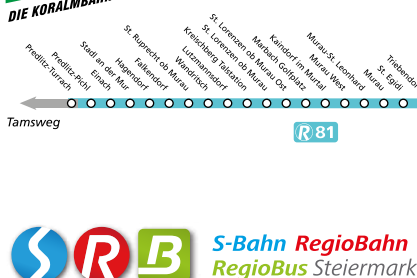 DIE KORALMBAHN
Predlitz-Turrach
Predlitz-Pichl
Stadl an der Mur
Einach
Hagendorf
Falkendorf
St. Ruprecht ob Murau
Wandritsch
Lutzmannsdorf
Kreischberg Talstation
St. Lorenzen ob Murau
St. Lorenzen ob Murau Ost
Marbach Golfplatz
Kaindorf im Murtal
Murau West
Murau-St. Leonhard
Murau
St. Egidi
Triebendo
Tamsweg
R 81
S R B
S-Bahn RegioBahn
RegioBus Steiermark